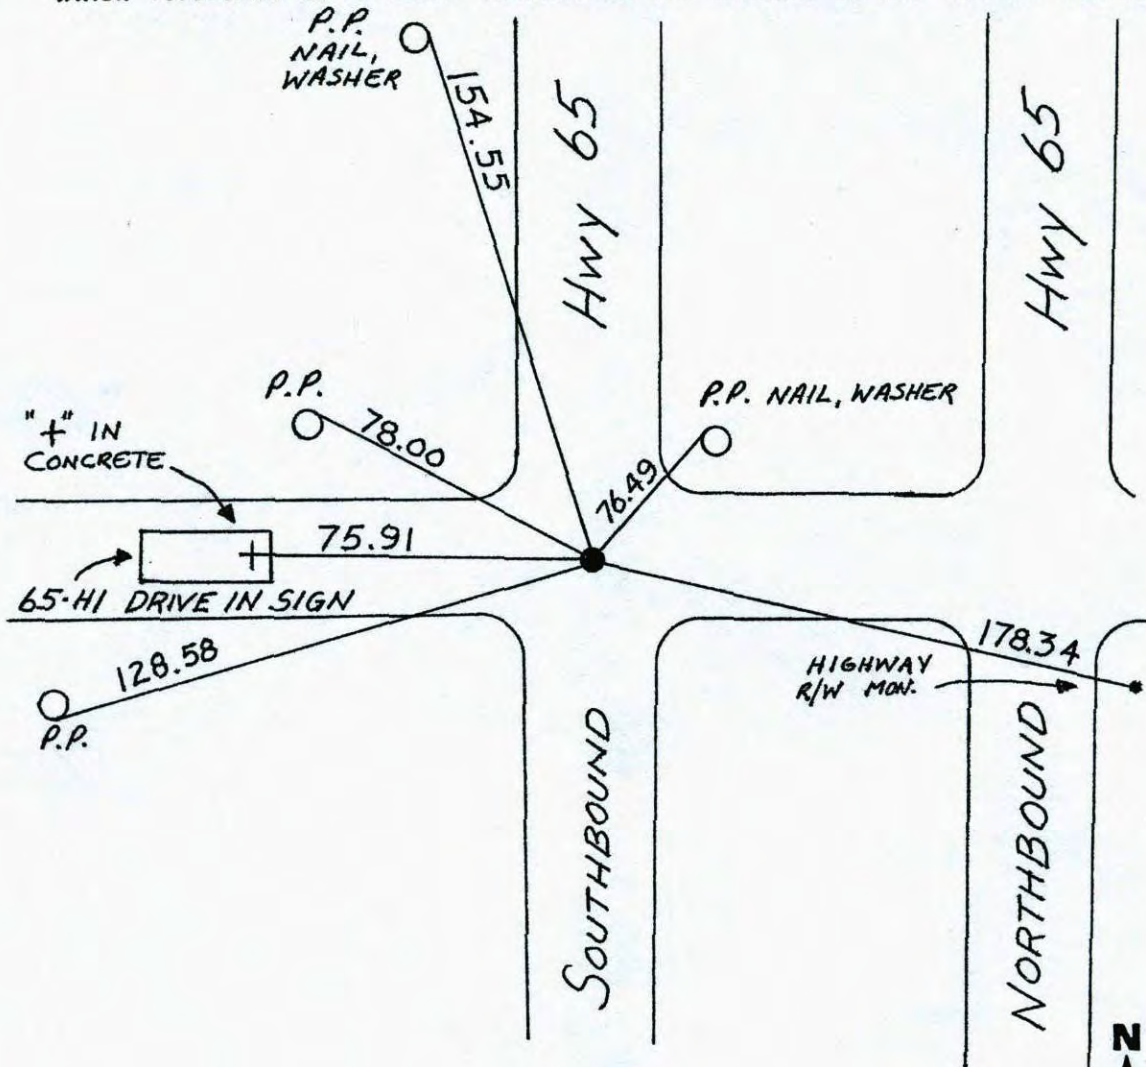 P.P.
NAIL,
WASHER
154.55
Hwy 65
Hwy 65
P.P.
P.P. NAIL, WASHER
"+" IN
CONCRETE
78.00
76.49
75.91
65-HI DRIVE IN SIGN
128.58
178.34
HIGHWAY
R/W MON.
P.P.
SOUTHBOUND
NORTHBOUND
N